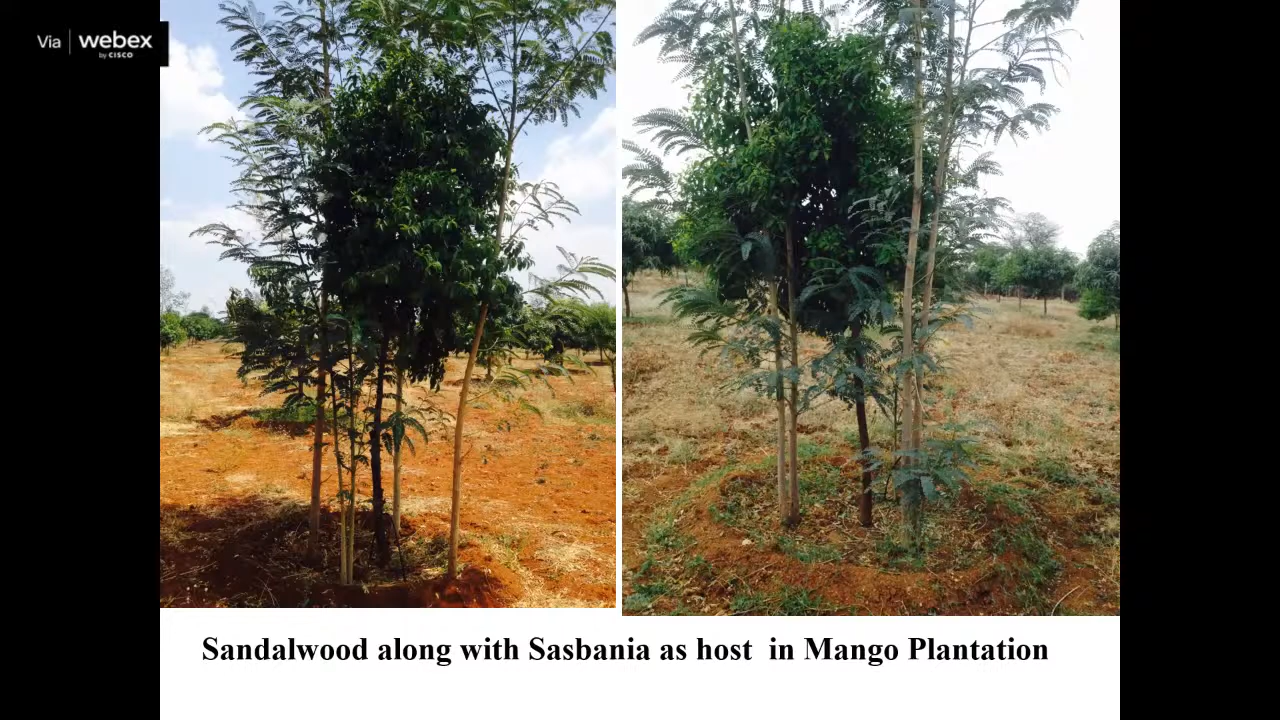 Via webex
by CISCO
Sandalwood along with Sasbania as host in Mango Plantation